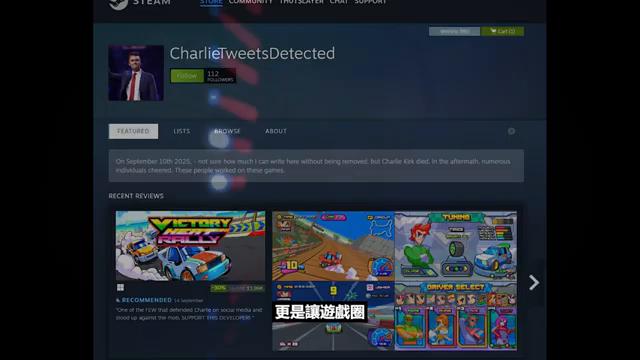 STEAM
STORE COMMUNITY THUTSLAYER CHAT SUPPORT
Cart (1)
CharlieTweetsDetected
Follow
112
FOLLOWERS
FEATURED LISTS BROWSE ABOUT
On September 10th 2025, - not sure how much I can write here without being removed, but Charlie Kirk died, in the aftermath, numerous
individuals cheered. These people worked on these games.
RECENT REVIEWS
VICTORY
HEAT
RALLY
TUNING
DRIVER SELECT
RECOMMENDED 14 September
"One of the FEW that defended Charlie on social media and
stood up against the mob, SUPPORT THIS DEVELOPER!"
更是讓遊戲圈